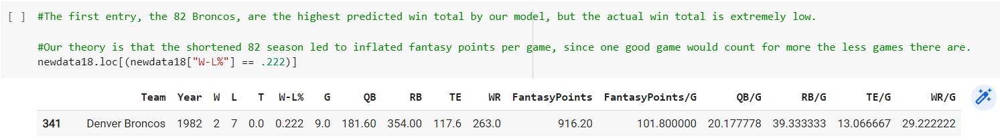 [ ] #The first entry, the 82 Broncos, are the highest predicted win total by our model, but the actual win total is extremely low.
#Our theory is that the shortened 82 season led to inflated fantasy points per game, since one good game would count for more the less games there are.
newdata18.loc[(newdata18["W-L%"] == .222)]
Team Year W L T W-L% G QB RB TE WR FantasyPoints FantasyPoints/G QB/G RB/G TE/G WR/G
341 Denver Broncos 1982 2 7 0.0 0.222 9.0 181.60 354.00 117.6 263.0 916.20 101.800000 20.177778 39.333333 13.066667 29.222222